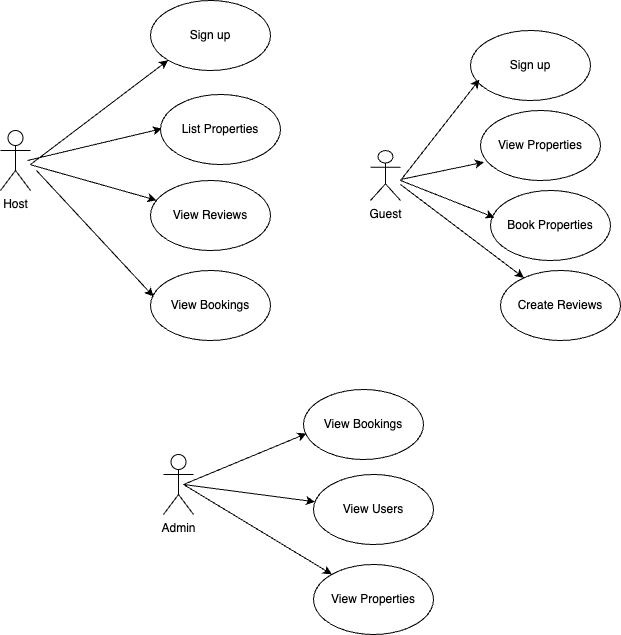 Sign up
List Properties
Host
View Reviews
View Bookings
Sign up
View Properties
Guest
Book Properties
Create Reviews
View Bookings
Admin
View Users
View Properties